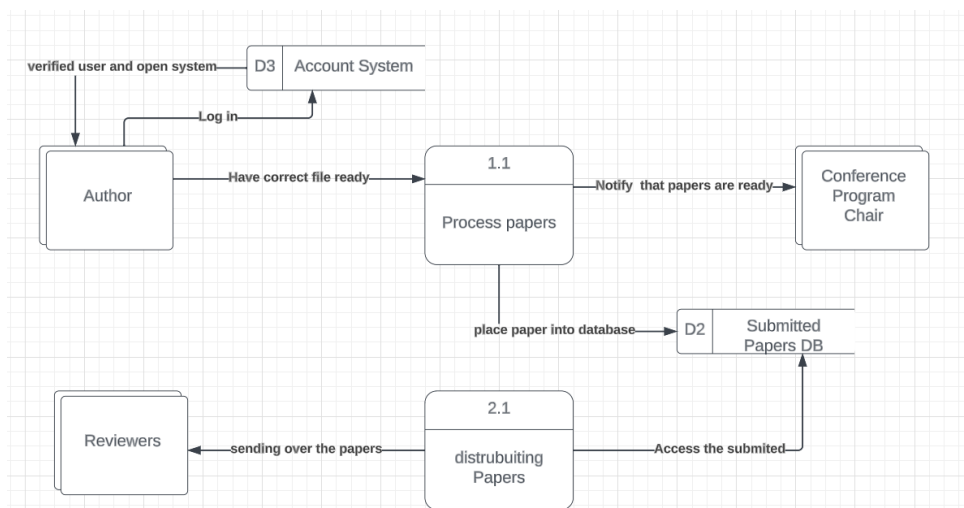 verified user and open system
D3
Account System
Log in
Author
Have correct file ready
1.1
Process papers
Notify that papers are ready
Conference
Program
Chair
place paper into database
D2
Submitted
Papers DB
Reviewers
sending over the papers
2.1
distrubuiting
Papers
Access the submited